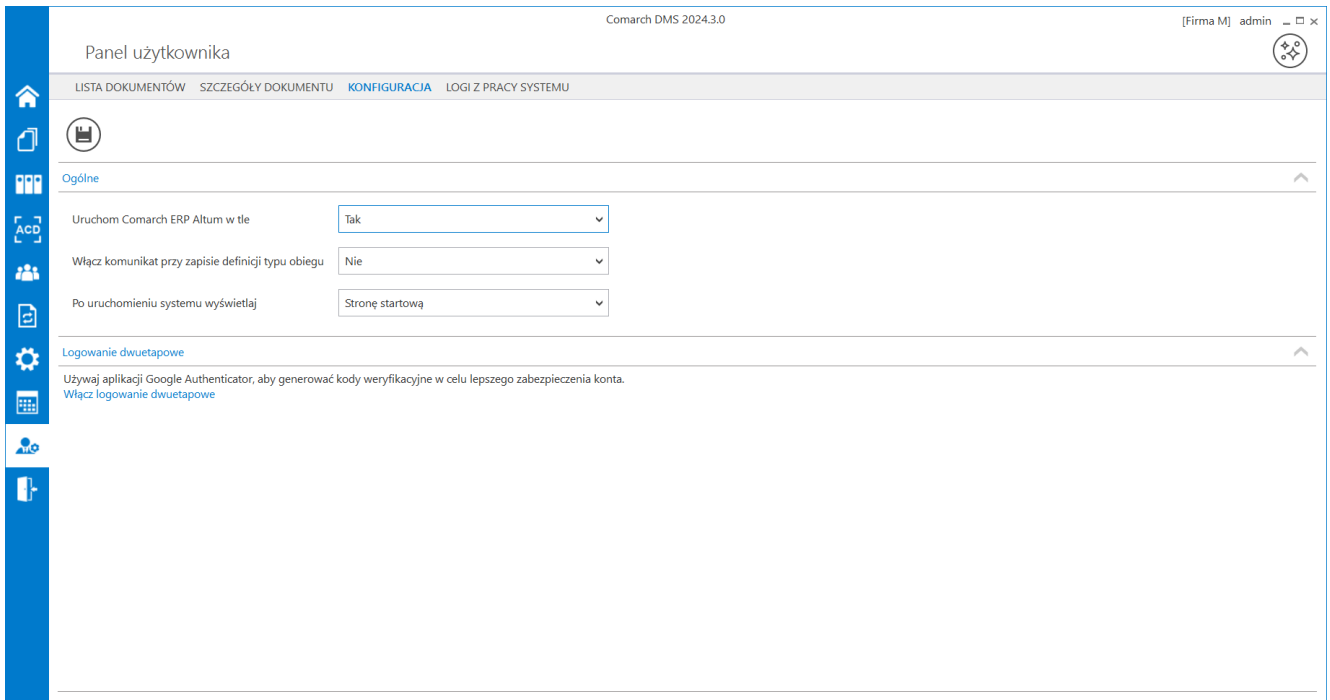 Comarch DMS 2024.3.0
[Firma M] admin
Panel użytkownika
LISTA DOKUMENTÓW SZCZEGÓŁY DOKUMENTU KONFIGURACJA LOGI Z PRACY SYSTEMU
Ogólne
Uruchom Comarch ERP Altum w tle Tak
Włącz komunikat przy zapisie definicji typu obiegu Nie
Po uruchomieniu systemu wyświetlaj Stronę startową
Logowanie dwuetapowe
Używaj aplikacji Google Authenticator, aby generować kody weryfikacyjne w celu lepszego zabezpieczenia konta.
Włącz logowanie dwuetapowe
ACD